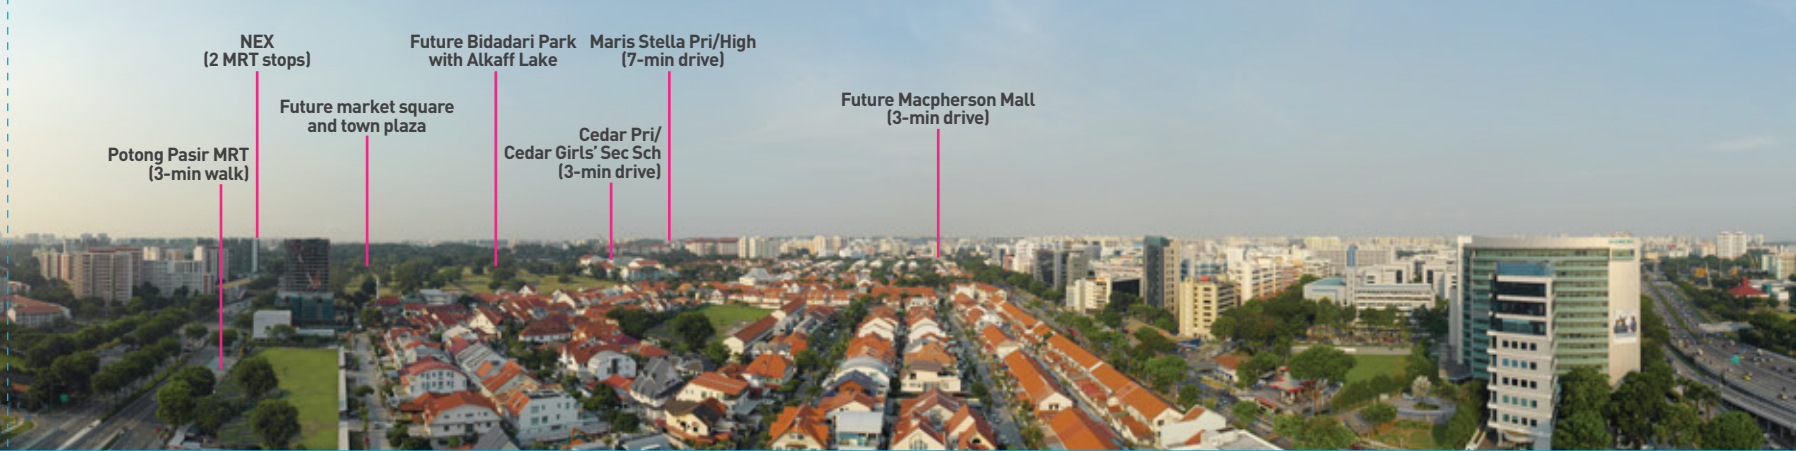 NEX
(2 MRT stops)
Future Bidadari Park
with Alkaff Lake
Maris Stella Pri/High
(7-min drive)
Future market square
and town plaza
Future Macpherson Mall
(3-min drive)
Cedar Pri/
Cedar Girls' Sec Sch
(3-min drive)
Potong Pasir MRT
(3-min walk)